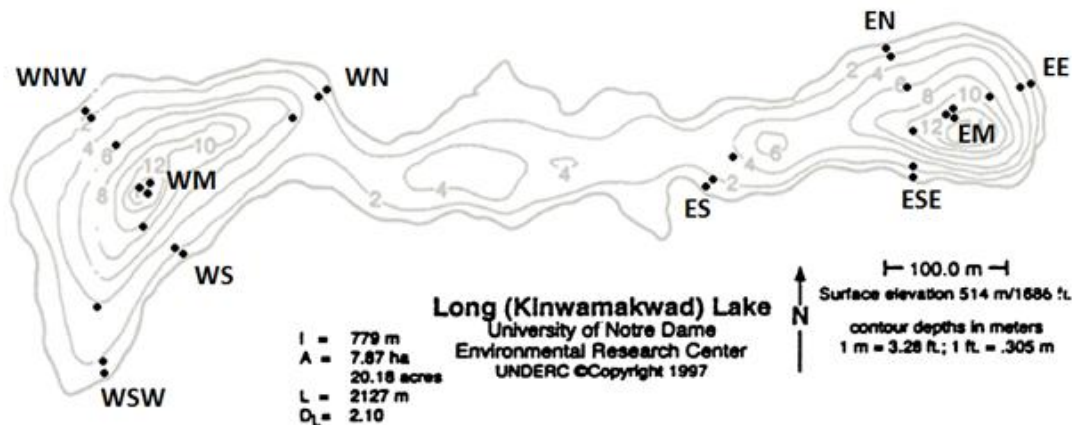 EN
WNW
WN
EE
2
4
6
8
10
12
EM
2
4
6
8
10
12
WM
4
4
4
6
2
2
ES
ESE
WS
WSW
Long (Kinwamakwad) Lake
University of Notre Dame
Environmental Research Center
UNDERC ©Copyright 1997
N
100.0 m
Surface elevation 514 m/1686 ft.
contour depths in meters
1 m = 3.28 ft.; 1 ft. = .305 m
l = 779 m
A = 7.87 ha
20.18 acres
L = 2127 m
DL = 2.10